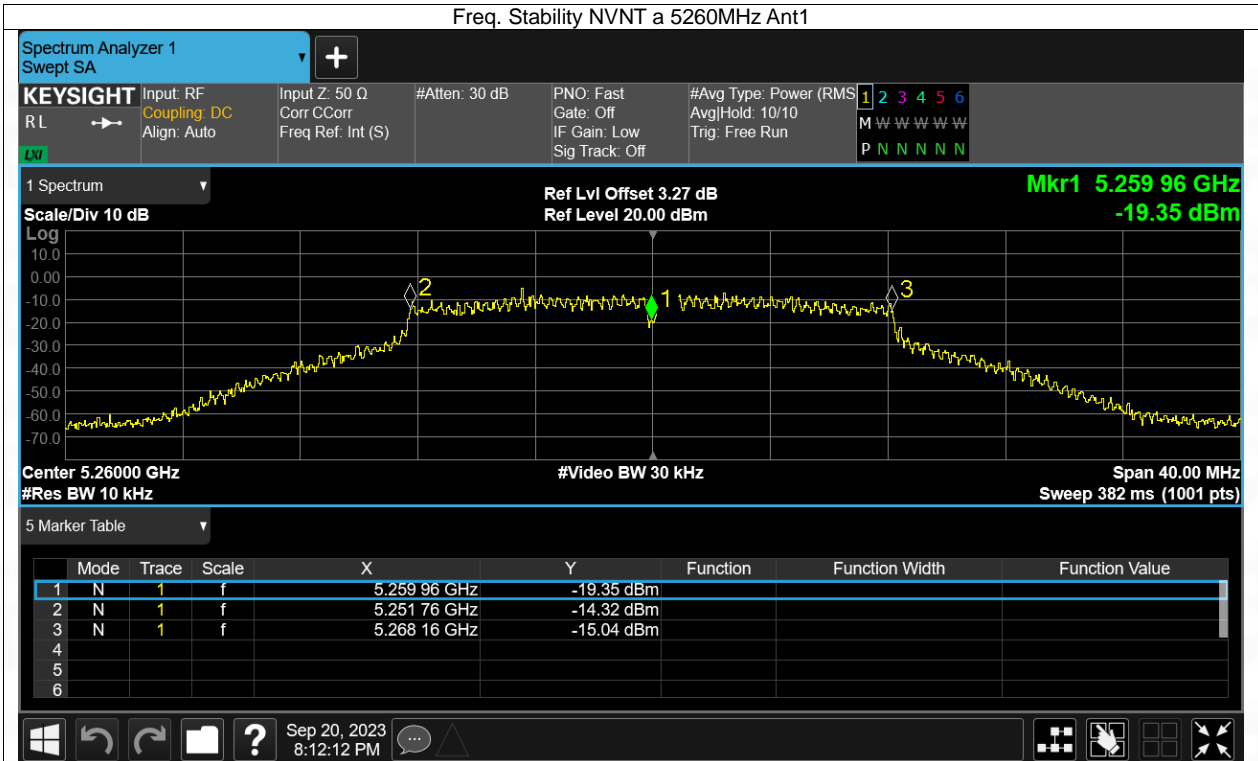 Freq. Stability NVNT a 5260MHz Ant1
Spectrum Analyzer 1
Swept SA
+
KEYSIGHT
RL
LXI
Input: RF
Coupling: DC
Align: Auto
Input Z: 50 Ω
Corr CCorr
Freq Ref: Int (S)
#Atten: 30 dB
PNO: Fast
Gate: Off
IF Gain: Low
Sig Track: Off
#Avg Type: Power (RMS
Avg|Hold: 10/10
Trig: Free Run
1 2 3 4 5 6
M W W W W W
P N N N N N
1 Spectrum
Scale/Div 10 dB
Ref Lvl Offset 3.27 dB
Ref Level 20.00 dBm
Mkr1 5.259 96 GHz
-19.35 dBm
Log
10.0
0.00
-10.0
-20.0
-30.0
-40.0
-50.0
-60.0
-70.0
2
1
3
Center 5.26000 GHz
#Video BW 30 kHz
Span 40.00 MHz
#Res BW 10 kHz
Sweep 382 ms (1001 pts)
5 Marker Table
Mode Trace Scale X Y Function Function Width Function Value
1 N 1 f 5.259 96 GHz -19.35 dBm
2 N 1 f 5.251 76 GHz -14.32 dBm
3 N 1 f 5.268 16 GHz -15.04 dBm
4
5
6
?
Sep 20, 2023
8:12:12 PM